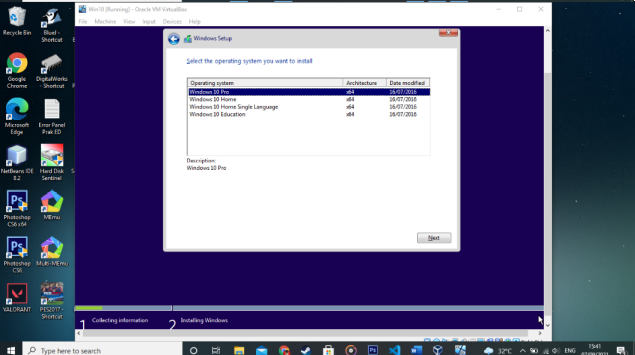 Win10 [Running] - Oracle VM VirtualBox
File Machine View Input Devices Help
Recycle Bin
BlueJ - Shortcut
Google Chrome
DigitalWorks - Shortcut
Microsoft Edge
Error Panel Prak ED
NetBeans IDE 8.2
Hard Disk Sentinel
Photoshop CS6 x64
MEmu
Photoshop CS6
Multi-MEmu
VALORANT
PES2017 - Shortcut
Windows Setup
Select the operating system you want to install
Operating system Architecture Date modified
Windows 10 Pro x64 16/07/2016
Windows 10 Home x64 16/07/2016
Windows 10 Home Single Language x64 16/07/2016
Windows 10 Education x64 16/07/2016
Description:
Windows 10 Pro
Next
1 Collecting information
2 Installing Windows
Type here to search
32°C
ENG
15:41